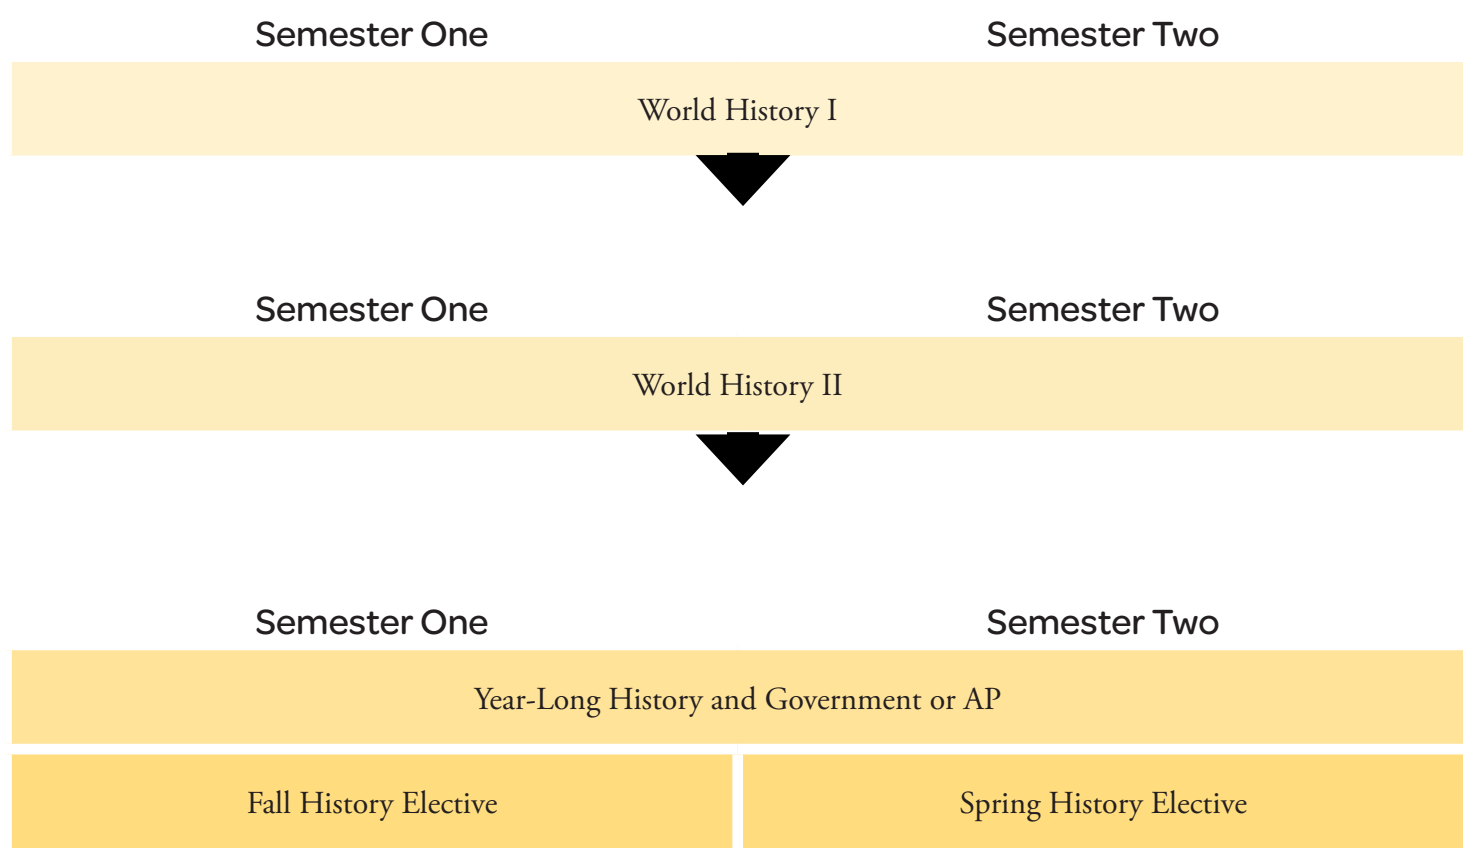 Semester One
Semester Two
World History I
Semester One
Semester Two
World History II
Semester One
Semester Two
Year-Long History and Government or AP
Fall History Elective
Spring History Elective